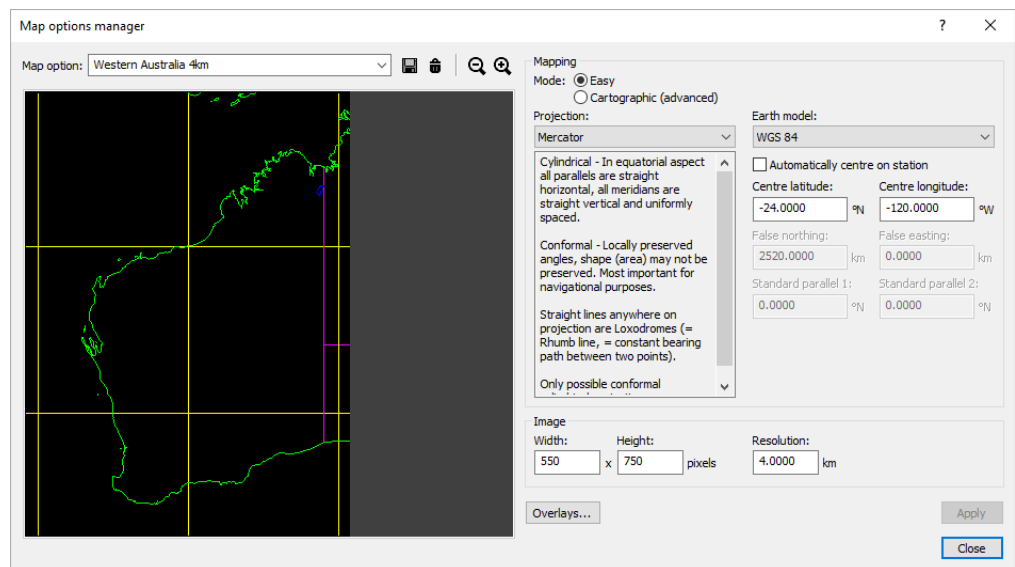 Map options manager
Map option: Western Australia 4km
Mapping
Mode: Easy
Cartographic (advanced)
Projection:
Mercator
Cylindrical - In equatorial aspect
all parallels are straight
horizontal, all meridians are
straight vertical and uniformly
spaced.
Conformal - Locally preserved
angles, shape (area) may not be
preserved. Most important for
navigational purposes.
Straight lines anywhere on
projection are Loxodromes (=
Rhumb line, = constant bearing
path between two points).
Only possible conformal
Earth model:
WGS 84
Automatically centre on station
Centre latitude: Centre longitude:
-24.0000 ºN -120.0000 ºW
False northing: False easting:
2520.0000 km 0.0000 km
Standard parallel 1: Standard parallel 2:
0.0000 ºN 0.0000 ºN
Image
Width: Height: Resolution:
550 x 750 pixels 4.0000 km
Overlays... Apply
Close